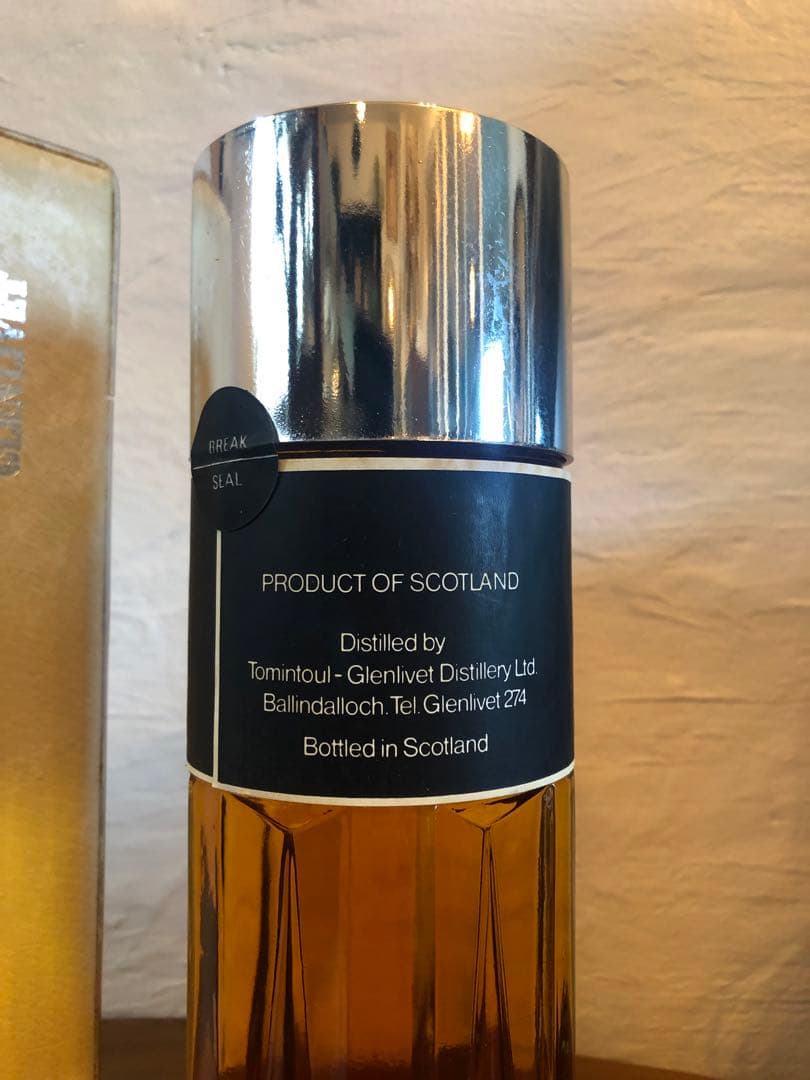 BREAK
SEAL
PRODUCT OF SCOTLAND
Distilled by
Tomintoul - Glenlivet Distillery Ltd.
Ballindalloch. Tel. Glenlivet 274
Bottled in Scotland